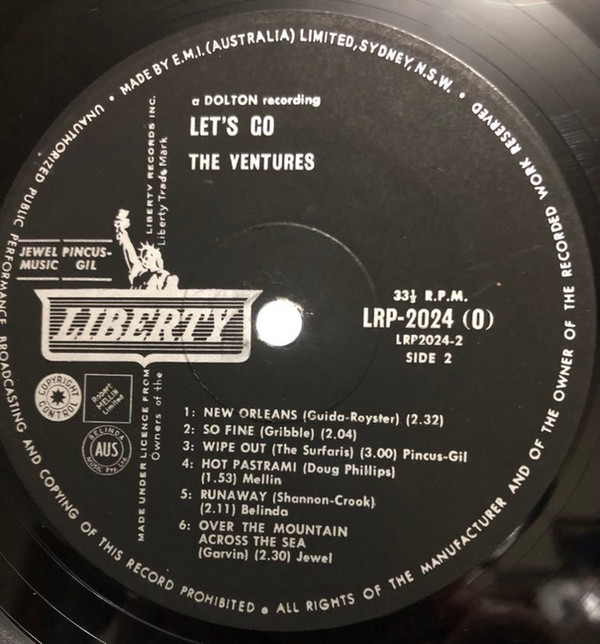 UNAUTHORIZED PUBLIC PERFORMANCE BROADCASTING AND COPYING OF THIS RECORD PROHIBITED • ALL RIGHTS OF THE MANUFACTURER AND OF THE OWNER OF THE RECORDED WORK RESERVED • MADE BY E.M.I. (AUSTRALIA) LIMITED, SYDNEY, N.S.W. •
a DOLTON recording
LET'S GO
THE VENTURES
LIBERTY RECORDS INC.
Liberty Trade Mark
JEWEL PINCUS-
MUSIC GIL
LIBERTY
33⅓ R.P.M.
LRP-2024 (O)
LRP2024-2
SIDE 2
COPYRIGHT CONTROL
Robert
MELLIN
Limited
BELINDA
AUS
MUSIC Pty. Ltd.
MADE UNDER LICENCE FROM
Owners of the
1: NEW ORLEANS (Guida-Royster) (2.32)
2: SO FINE (Gribble) (2.04)
3: WIPE OUT (The Surfaris) (3.00) Pincus-Gil
4: HOT PASTRAMI (Doug Phillips)
(1.53) Mellin
5: RUNAWAY (Shannon-Crook)
(2.11) Belinda
6: OVER THE MOUNTAIN
ACROSS THE SEA
(Garvin) (2.30) Jewel